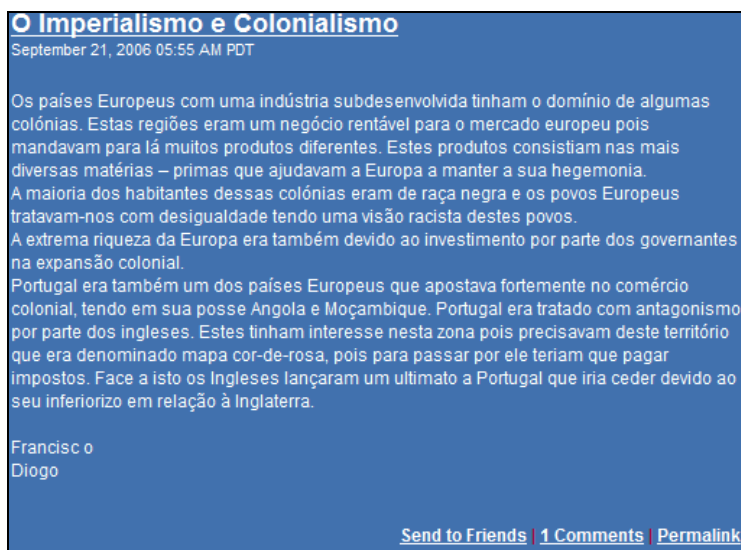 O Imperialismo e Colonialismo
September 21, 2006 05:55 AM PDT
Os países Europeus com uma indústria subdesenvolvida tinham o domínio de algumas
colónias. Estas regiões eram um negócio rentável para o mercado europeu pois
mandavam para lá muitos produtos diferentes. Estes produtos consistiam nas mais
diversas matérias – primas que ajudavam a Europa a manter a sua hegemonia.
A maioria dos habitantes dessas colónias eram de raça negra e os povos Europeus
tratavam-nos com desigualdade tendo uma visão racista destes povos.
A extrema riqueza da Europa era também devido ao investimento por parte dos governantes
na expansão colonial.
Portugal era também um dos países Europeus que apostava fortemente no comércio
colonial, tendo em sua posse Angola e Moçambique. Portugal era tratado com antagonismo
por parte dos ingleses. Estes tinham interesse nesta zona pois precisavam deste território
que era denominado mapa cor-de-rosa, pois para passar por ele teriam que pagar
impostos. Face a isto os Ingleses lançaram um ultimato a Portugal que iria ceder devido ao
seu inferiorizo em relação à Inglaterra.
Francisc o
Diogo
Send to Friends | 1 Comments | Permalink